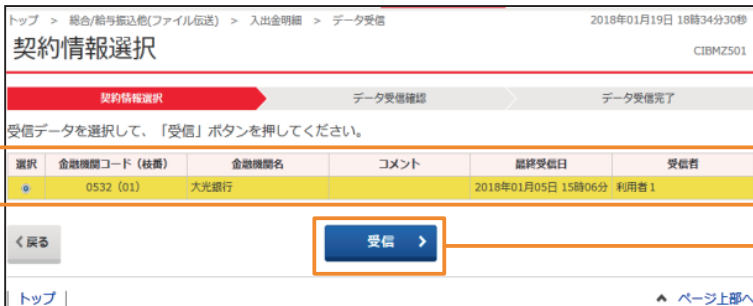 トップ > 総合/給与振込他(ファイル伝送) > 入出金明細 > データ受信 2018年01月19日 18時34分30秒
契約情報選択 CIBMZ501
契約情報選択 データ受信確認 データ受信完了
受信データを選択して、「受信」ボタンを押してください。
選択 金融機関コード（枝番） 金融機関名 コメント 最終受信日 受信者
0532（01） 大光銀行 2018年01月05日 15時06分 利用者1
戻る 受信
トップ ページ上部へ